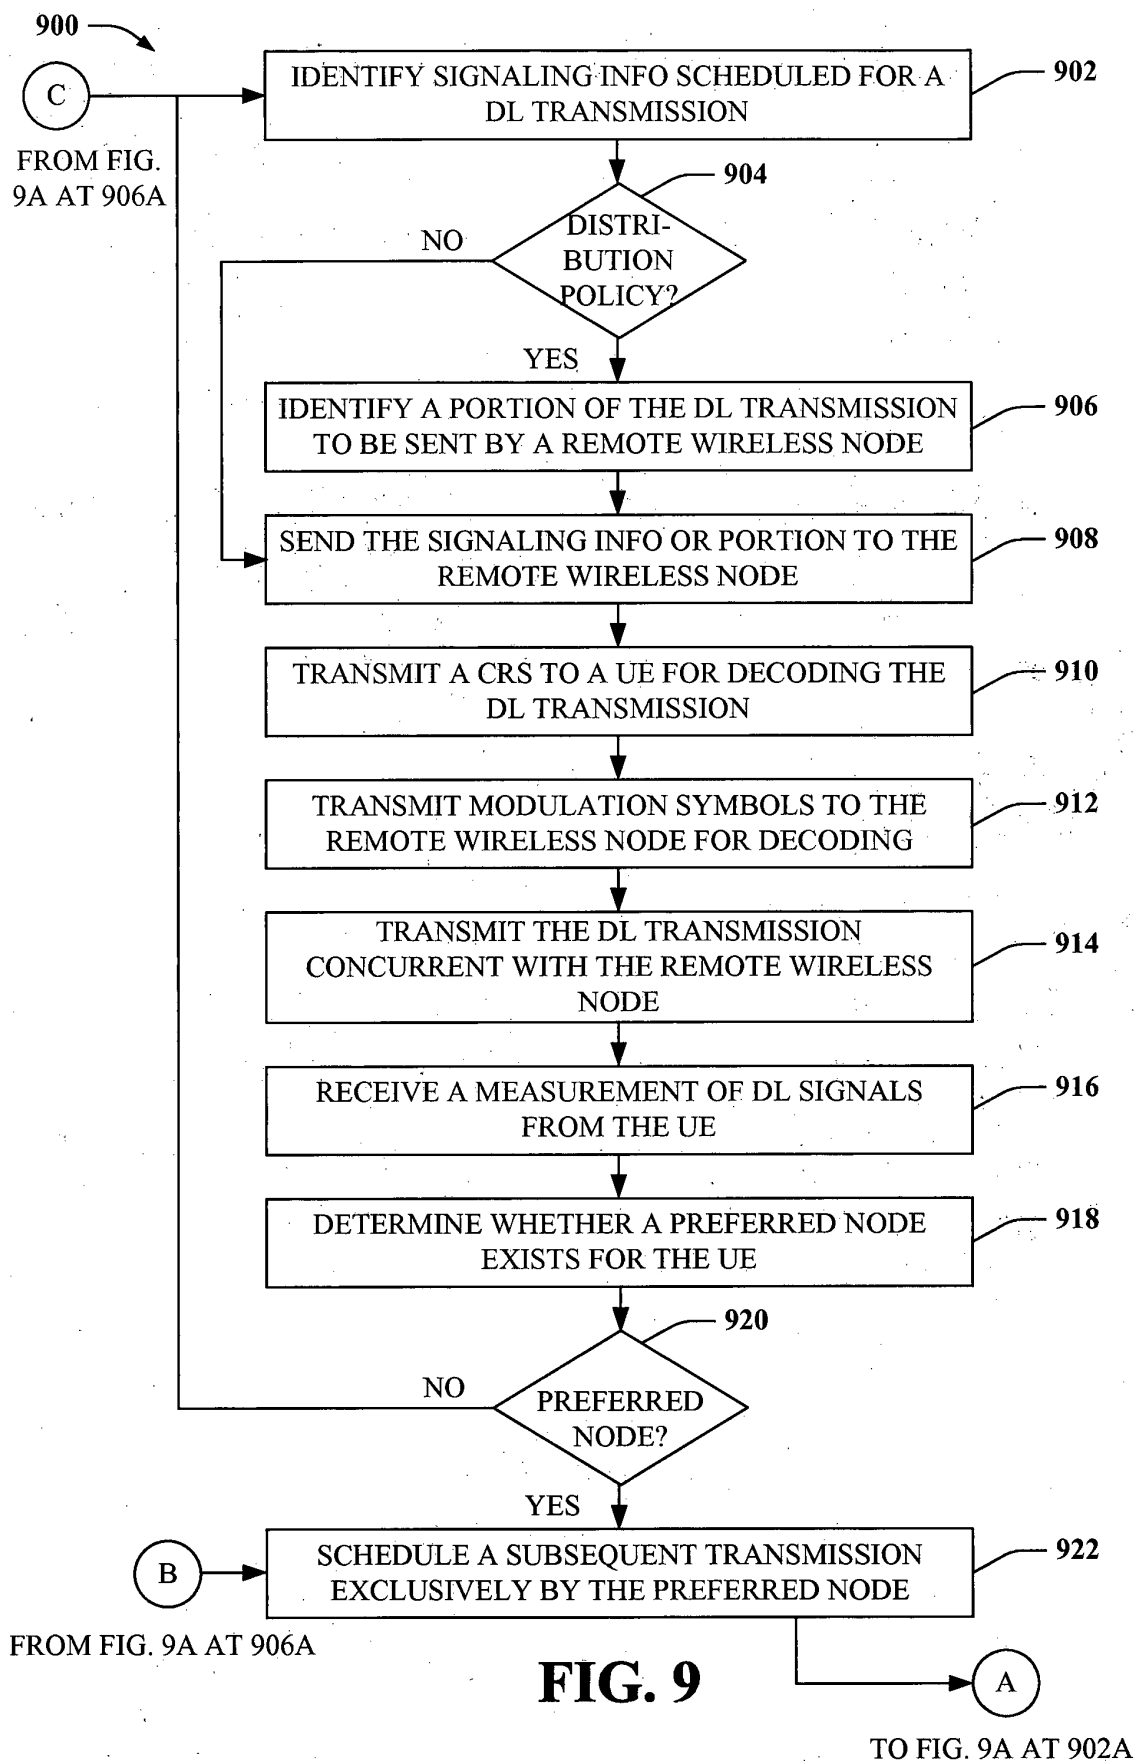 900
C
FROM FIG.
9A AT 906A
IDENTIFY SIGNALING INFO SCHEDULED FOR A
DL TRANSMISSION
902
904
DISTRI-
BUTION
POLICY?
NO
YES
IDENTIFY A PORTION OF THE DL TRANSMISSION
TO BE SENT BY A REMOTE WIRELESS NODE
906
SEND THE SIGNALING INFO OR PORTION TO THE
REMOTE WIRELESS NODE
908
TRANSMIT A CRS TO A UE FOR DECODING THE
DL TRANSMISSION
910
TRANSMIT MODULATION SYMBOLS TO THE
REMOTE WIRELESS NODE FOR DECODING
912
TRANSMIT THE DL TRANSMISSION
CONCURRENT WITH THE REMOTE WIRELESS
NODE
914
RECEIVE A MEASUREMENT OF DL SIGNALS
FROM THE UE
916
DETERMINE WHETHER A PREFERRED NODE
EXISTS FOR THE UE
918
920
NO
PREFERRED
NODE?
YES
B
FROM FIG. 9A AT 906A
SCHEDULE A SUBSEQUENT TRANSMISSION
EXCLUSIVELY BY THE PREFERRED NODE
922
FIG. 9
A
TO FIG. 9A AT 902A